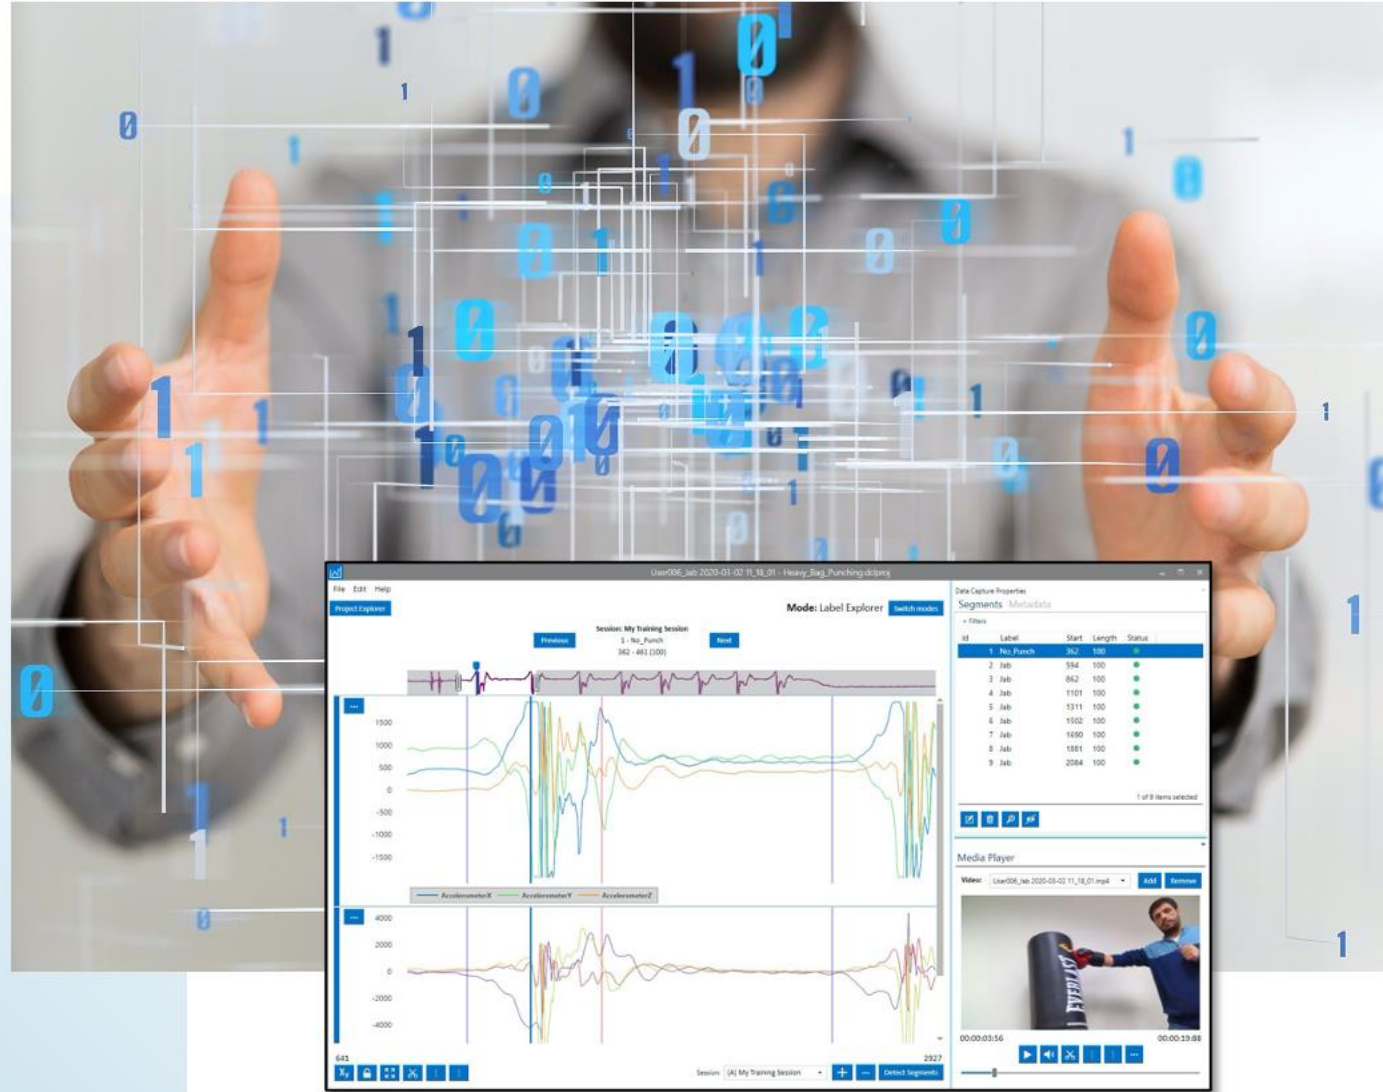 User006_Jab 2020-03-02 11_18_01 - Heavy_Bag_Punching.dclproj
File Edit Help
Project Explorer
Mode: Label Explorer
Switch modes
Session: My Training Session
Previous
1 - No_Punch
Next
362 - 461 (100)
1500
1000
500
0
-500
-1000
-1500
AccelerometerX AccelerometerY AccelerometerZ
4000
2000
0
-2000
-4000
641
2927
Session (A) My Training Session
Detect Segments
Data Capture Properties
Segments Metadata
Filters
Id Label Start Length Status
1 No_Punch 362 100
2 Jab 594 100
3 Jab 862 100
4 Jab 1101 100
5 Jab 1311 100
6 Jab 1502 100
7 Jab 1690 100
8 Jab 1881 100
9 Jab 2084 100
1 of 9 items selected
Media Player
Video: User006_Jab 2020-03-02 11_18_01.mp4
Add Remove
EVERLAST
00:00:03:56
00:00:19:88